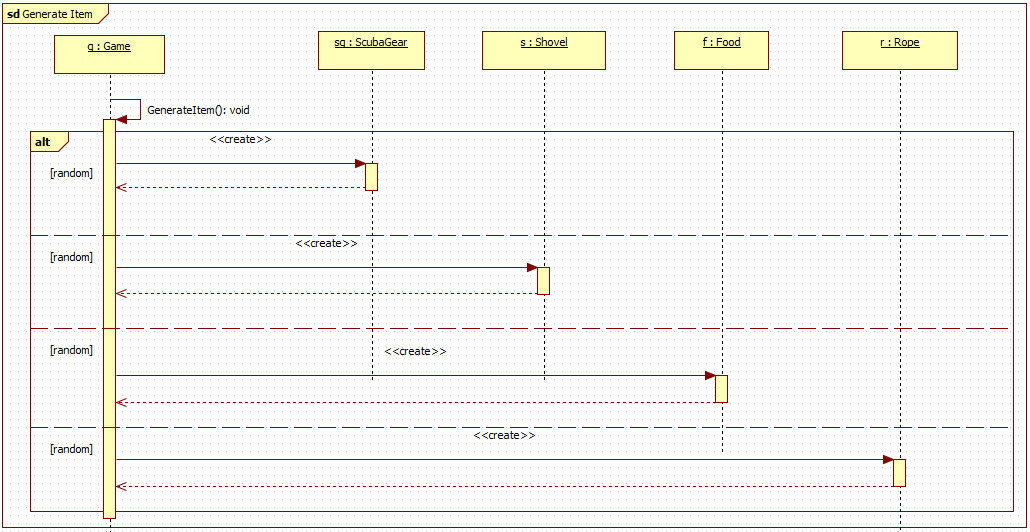 sd Generate Item
g : Game
sg : ScubaGear
s : Shovel
f : Food
r : Rope
GenerateItem(): void
alt
<<create>>
[random]
<<create>>
[random]
<<create>>
[random]
<<create>>
[random]